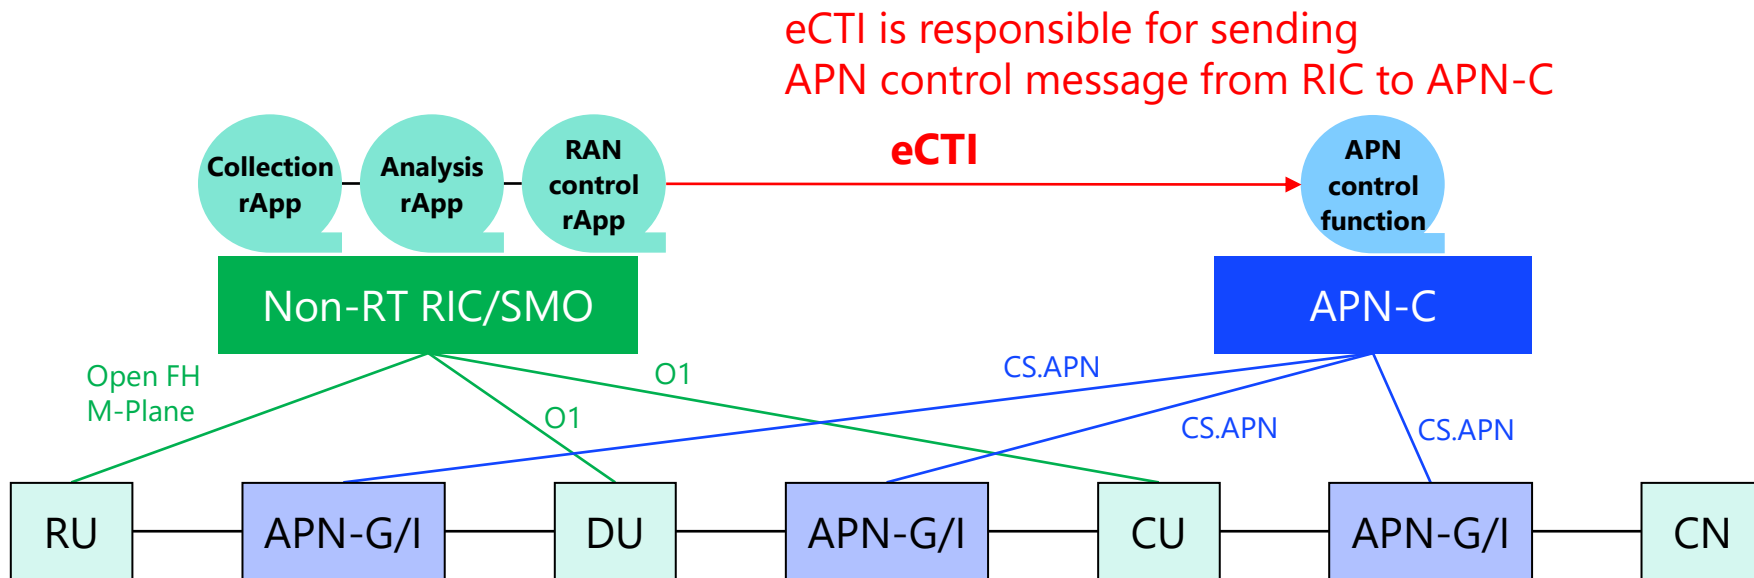 eCTI is responsible for sending
APN control message from RIC to APN-C
eCTI
Collection
rApp
Analysis
rApp
RAN
control
rApp
APN
control
function
Non-RT RIC/SMO
APN-C
Open FH
M-Plane
O1
O1
CS.APN
CS.APN
CS.APN
RU
APN-G/I
DU
APN-G/I
CU
APN-G/I
CN